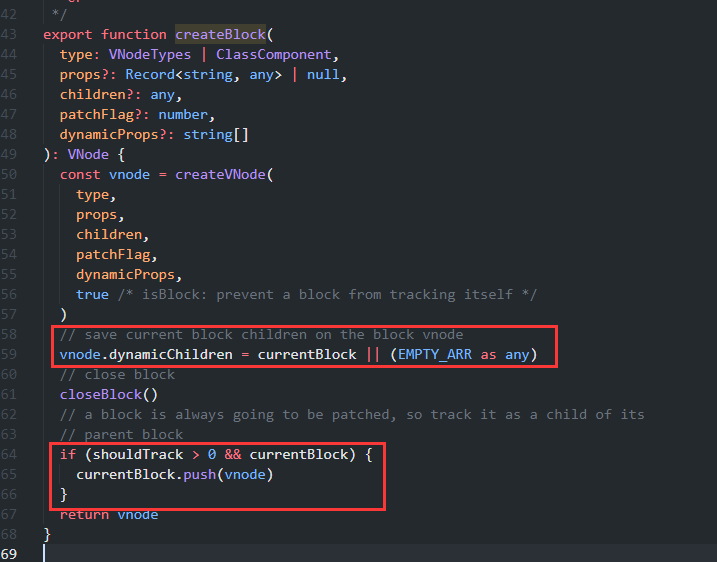 42 */
43 export function createBlock(
44 type: VNodeTypes | ClassComponent,
45 props?: Record<string, any> | null,
46 children?: any,
47 patchFlag?: number,
48 dynamicProps?: string[]
49 ): VNode {
50 const vnode = createVNode(
51 type,
52 props,
53 children,
54 patchFlag,
55 dynamicProps,
56 true /* isBlock: prevent a block from tracking itself */
57 )
58 // save current block children on the block vnode
59 vnode.dynamicChildren = currentBlock || (EMPTY_ARR as any)
60 // close block
61 closeBlock()
62 // a block is always going to be patched, so track it as a child of its
63 // parent block
64 if (shouldTrack > 0 && currentBlock) {
65 currentBlock.push(vnode)
66 }
67 return vnode
68 }
69